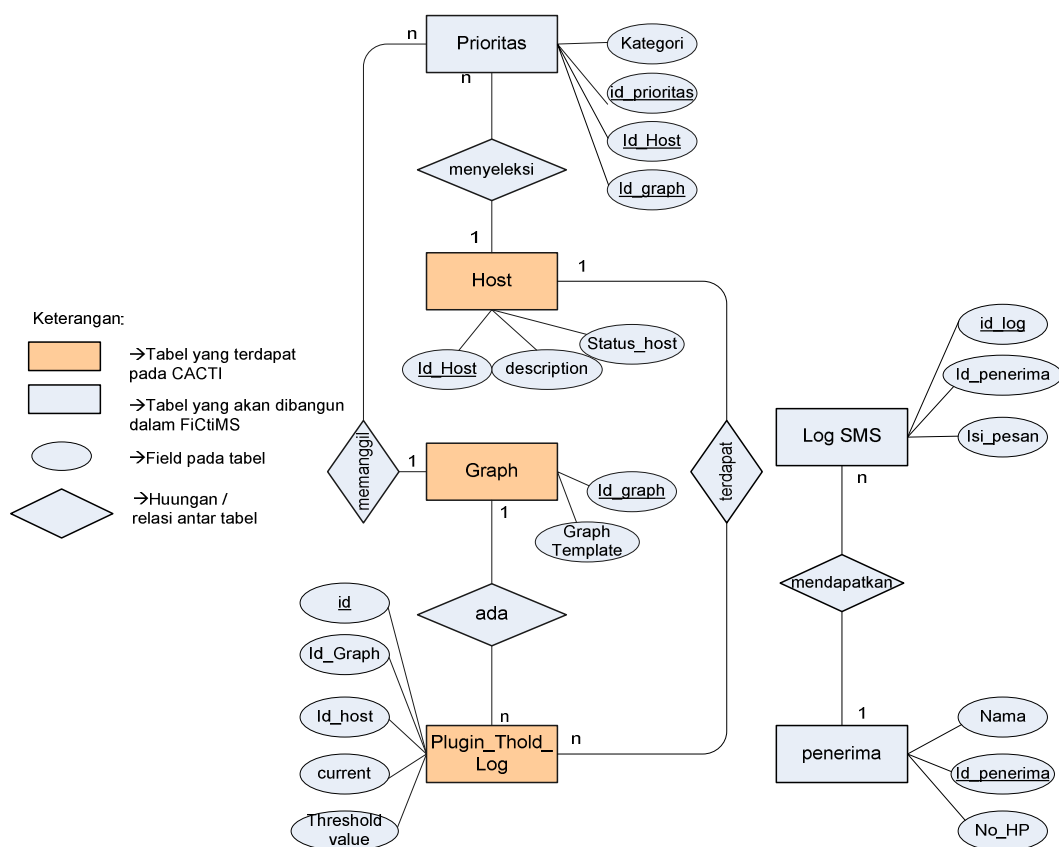 n
Prioritas
Kategori
n
id_prioritas
Id_Host
menyeleksi
Id_graph
1
1
Host
Keterangan:
→Tabel yang terdapat
pada CACTI
→Tabel yang akan dibangun
dalam FiCtiMS
→Field pada tabel
→Huungan /
relasi antar tabel
Status_host
Id_Host
description
id_log
Id_penerima
Log SMS
Isi_pesan
n
memanggil
1
Graph
1
Id_graph
Graph
Template
terdapat
mendapatkan
id
ada
Id_Graph
Id_host
n
Plugin_Thold_
Log
n
current
Threshold
value
1
penerima
Nama
Id_penerima
No_HP